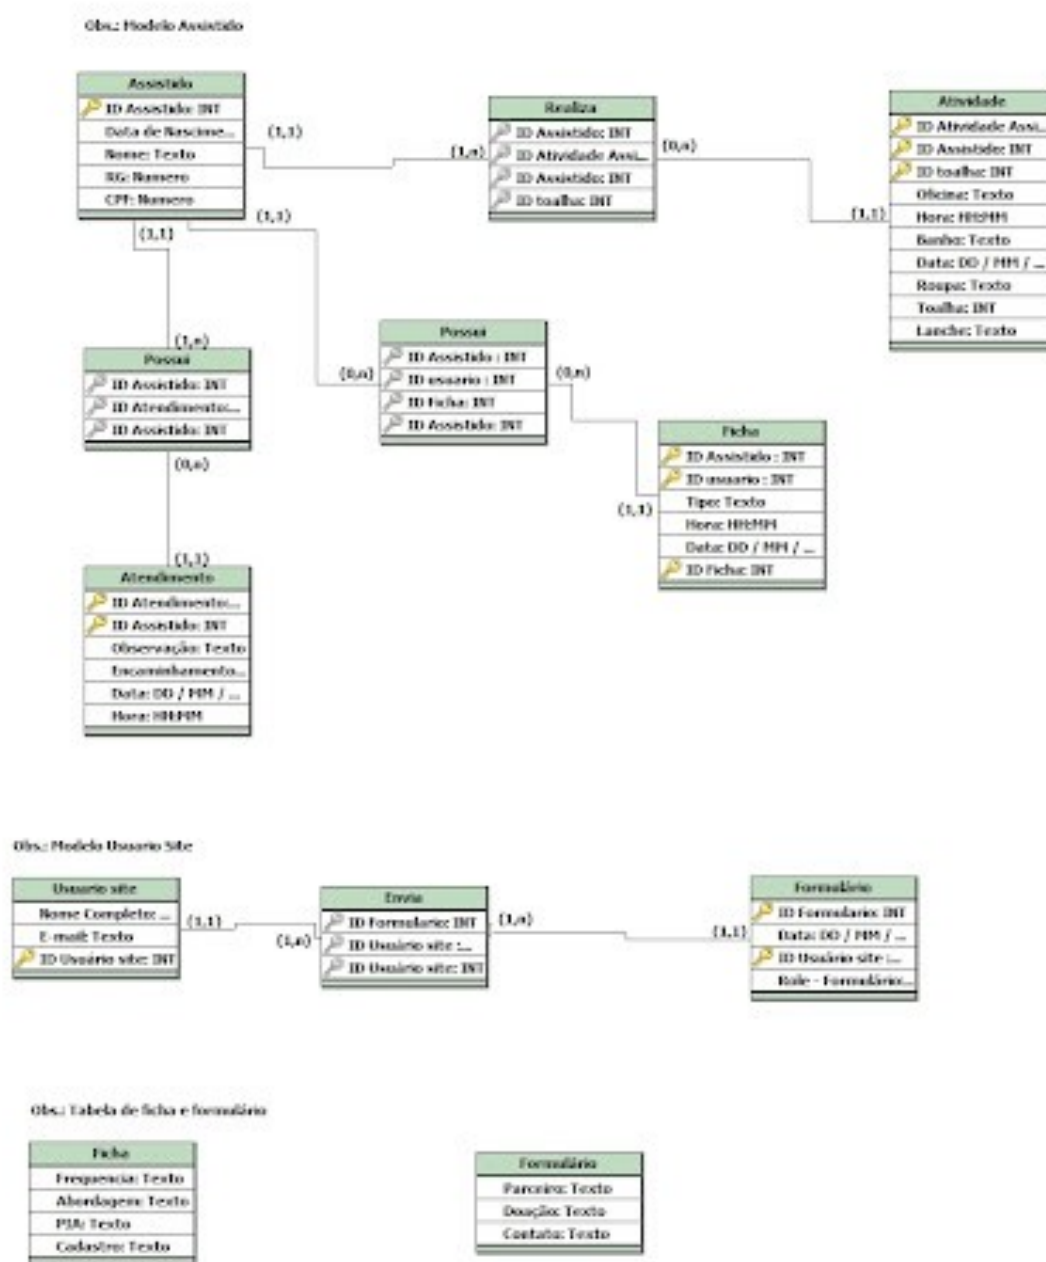 Obs.: Modelo Assistido
Assistido
ID Assistido: INT
Data de Nascime...
Nome: Texto
RG: Numero
CPF: Numero
(1,1)
(1,1)
(1,1)
Realiza
ID Assistido: INT
ID Atividade Assi...
ID Assistido: INT
ID toalha: INT
(1,n)
(0,n)
Atividade
ID Atividade Assi...
ID Assistido: INT
ID toalha: INT
Oficina: Texto
Hora: HH:MM
Banho: Texto
Data: DD / MM / ...
Roupa: Texto
Toalha: INT
Lanche: Texto
(1,1)
(1,n)
Possui
ID Assistido: INT
ID Atendimento:...
ID Assistido: INT
(0,n)
Possui
ID Assistido : INT
ID usuario : INT
ID Ficha: INT
ID Assistido: INT
(0,n)
(0,n)
Ficha
ID Assistido : INT
ID usuario : INT
Tipo: Texto
Hora: HH:MM
Data: DD / MM / ...
ID Ficha: INT
(1,1)
(1,1)
Atendimento
ID Atendimento:...
ID Assistido: INT
Observação: Texto
Encaminhamento...
Data: DD / MM / ...
Hora: HH:MM
Obs.: Modelo Usuario Site
Usuario site
Nome Completo: ...
E-mail: Texto
ID Usuário site: INT
(1,1)
(1,n)
Envia
ID Formulario: INT
ID Usuário site :...
ID Usuário site: INT
(1,n)
(1,1)
Formulário
ID Formulario: INT
Data: DD / MM / ...
ID Usuário site :...
Role - Formulário:...
Obs.: Tabela de ficha e formulário
Ficha
Frequencia: Texto
Abordagem: Texto
PIA: Texto
Cadastro: Texto
Formulário
Parceiro: Texto
Doação: Texto
Contato: Texto